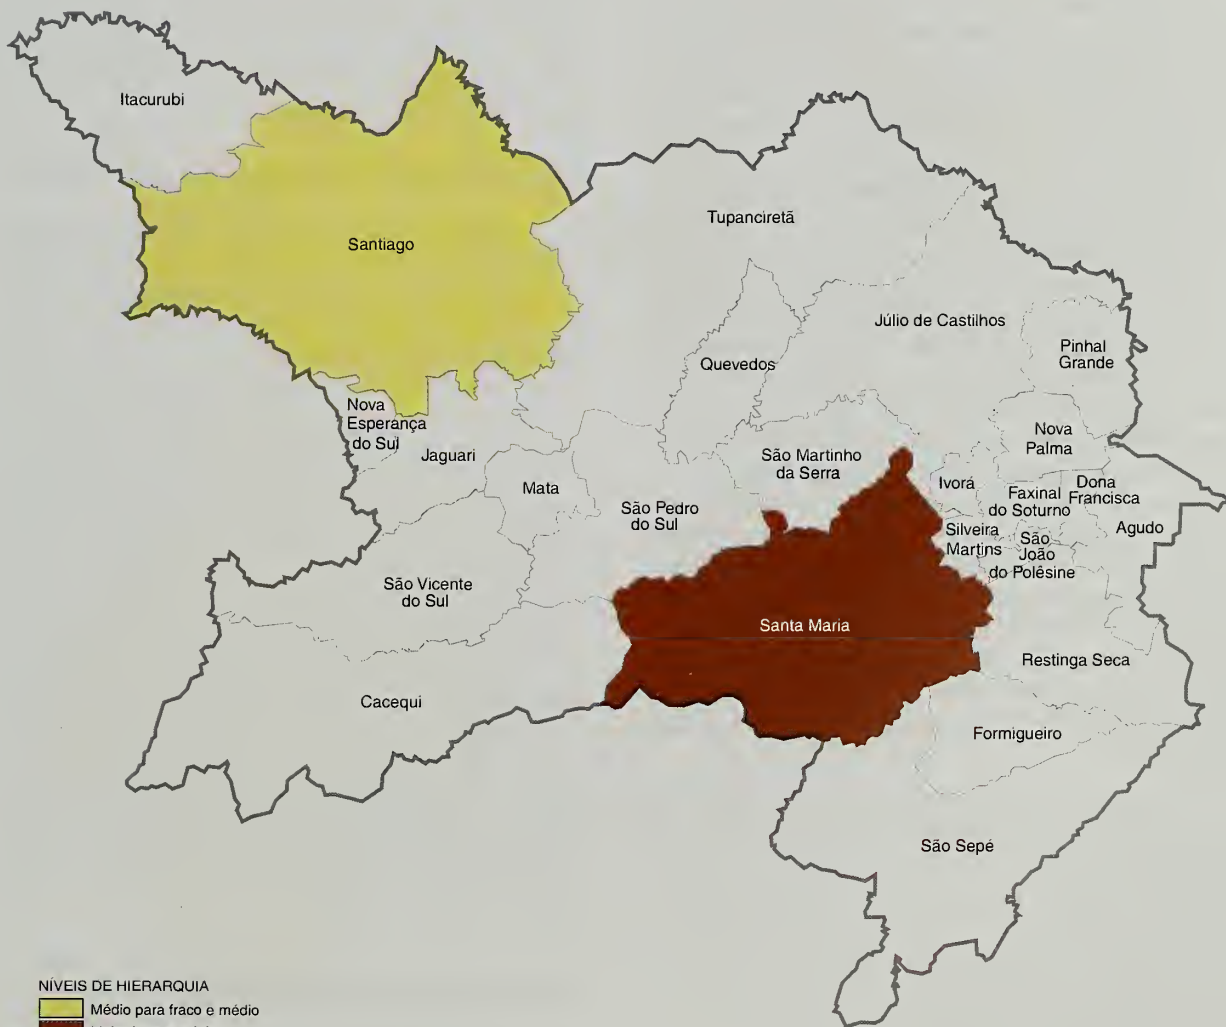 Itacurubi
Santiago
Tupanciretã
Júlio de Castilhos
Pinhal
Grande
Quevedos
Nova
Esperança
do Sul
Jaguari
Mata
São Pedro
do Sul
São Martinho
da Serra
Ivorá
Nova
Palma
Faxinal
do Soturno
Dona
Francisca
Agudo
Silveira
Martins
São
João
do Polêsine
São Vicente
do Sul
Santa Maria
Restinga Seca
Cacequi
Formigueiro
São Sepé
NÍVEIS DE HIERARQUIA
Médio para fraco e médio